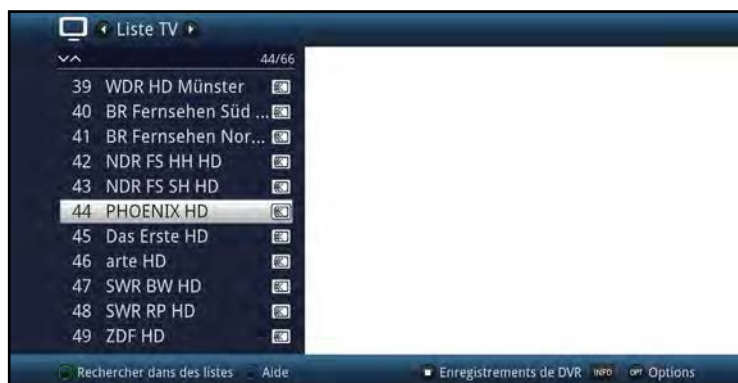 Liste TV
44/66
39 WDR HD Münster
40 BR Fernsehen Süd ...
41 BR Fernsehen Nor...
42 NDR FS HH HD
43 NDR FS SH HD
44 PHOENIX HD
45 Das Erste HD
46 arte HD
47 SWR BW HD
48 SWR RP HD
49 ZDF HD
Rechercher dans des listes Aide Enregistrements de DVR INFO OPT Options